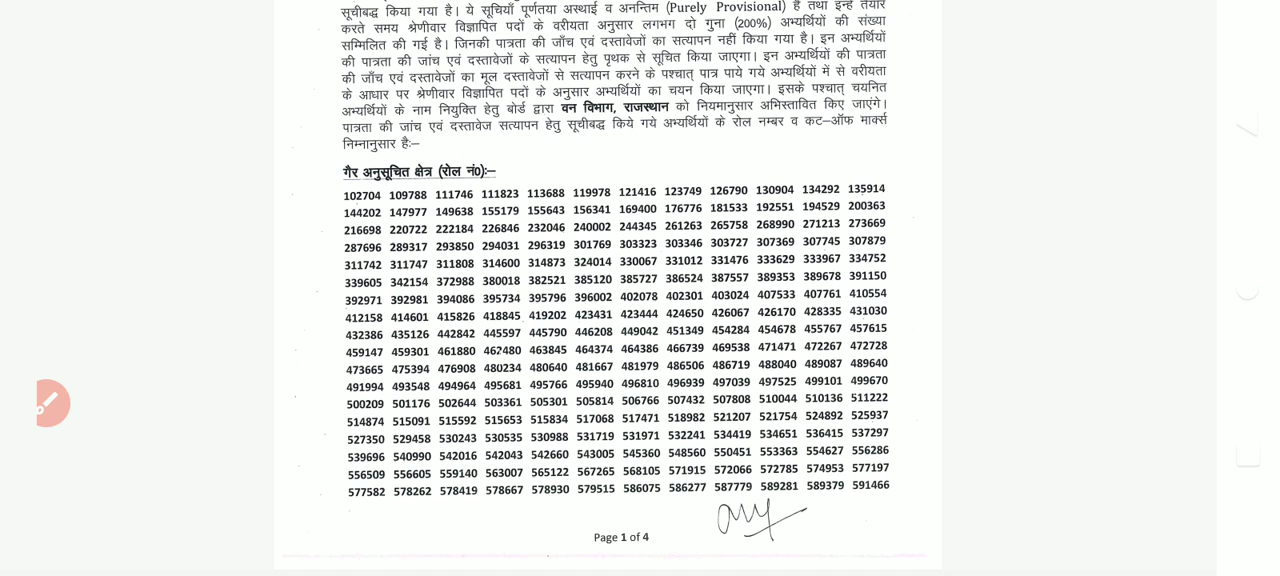 सूचीबद्ध किया गया है। ये सूचियाँ पूर्णतया अस्थाई व अनन्तिम (Purely Provisional) है तथा इन्हें तैयार
करते समय श्रेणीवार विज्ञापित पदों के वरीयता अनुसार लगभग दो गुना (200%) अभ्यर्थियों की संख्या
सम्मिलित की गई है। जिनकी पात्रता की जाँच एवं दस्तावेजों का सत्यापन नहीं किया गया है। इन अभ्यर्थियों
की पात्रता की जांच एवं दस्तावेजों के सत्यापन हेतु पृथक से सूचित किया जाएगा। इन अभ्यर्थियों की पात्रता
की जाँच एवं दस्तावेजों का मूल दस्तावेजों से सत्यापन करने के पश्चात् पात्र पाये गये अभ्यर्थियों में से वरीयता
के आधार पर श्रेणीवार विज्ञापित पदों के अनुसार अभ्यर्थियों का चयन किया जाएगा। इसके पश्चात् चयनित
अभ्यर्थियों के नाम नियुक्ति हेतु बोर्ड द्वारा वन विभाग, राजस्थान को नियमानुसार अभिस्तावित किए जाएंगे।
पात्रता की जांच एवं दस्तावेज सत्यापन हेतु सूचीबद्ध किये गये अभ्यर्थियों के रोल नम्बर व कट–ऑफ मार्क्स
निम्नानुसार हैः–
गैर अनुसूचित क्षेत्र (रोल नं0):–
102704 109788 111746 111823 113688 119978 121416 123749 126790 130904 134292 135914
144202 147977 149638 155179 155643 156341 169400 176776 181533 192551 194529 200363
216698 220722 222184 226846 232046 240002 244345 261263 265758 268990 271213 273669
287696 289317 293850 294031 296319 301769 303323 303346 303727 307369 307745 307879
311742 311747 311808 314600 314873 324014 330067 331012 331476 333629 333967 334752
339605 342154 372988 380018 382521 385120 385727 386524 387557 389353 389678 391150
392971 392981 394086 395734 395796 396002 402078 402301 403024 407533 407761 410554
412158 414601 415826 418845 419202 423431 423444 424650 426067 426170 428335 431030
432386 435126 442842 445597 445790 446208 449042 451349 454284 454678 455767 457615
459147 459301 461880 462480 463845 464374 464386 466739 469538 471471 472267 472728
473665 475394 476908 480234 480640 481667 481979 486506 486719 488040 489087 489640
491994 493548 494964 495681 495766 495940 496810 496939 497039 497525 499101 499670
500209 501176 502644 503361 505301 505814 506766 507432 507808 510044 510136 511222
514874 515091 515592 515653 515834 517068 517471 518982 521207 521754 524892 525937
527350 529458 530243 530535 530988 531719 531971 532241 534419 534651 536415 537297
539696 540990 542016 542043 542660 543005 545360 548560 550451 553363 554627 556286
556509 556605 559140 563007 565122 567265 568105 571915 572066 572785 574953 577197
577582 578262 578419 578667 578930 579515 586075 586277 587779 589281 589379 591466
Page 1 of 4